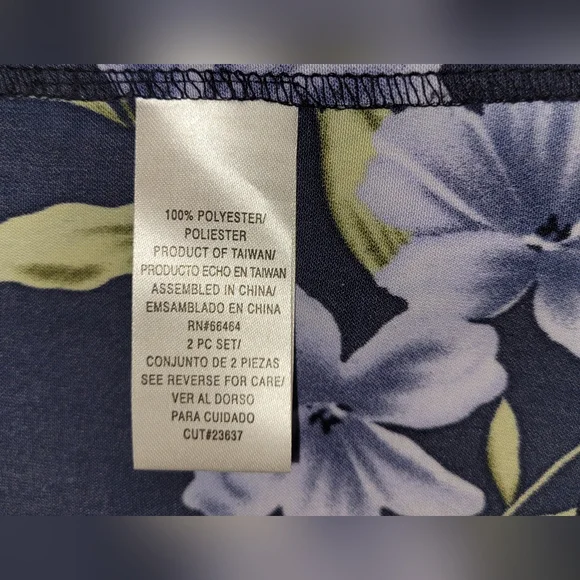 100% POLYESTER/
POLIESTER
PRODUCT OF TAIWAN/
PRODUCTO ECHO EN TAIWAN
ASSEMBLED IN CHINA/
EMSAMBLADO EN CHINA
RN#66464
2 PC SET/
CONJUNTO DE 2 PIEZAS
SEE REVERSE FOR CARE/
VER AL DORSO
PARA CUIDADO
CUT#23637